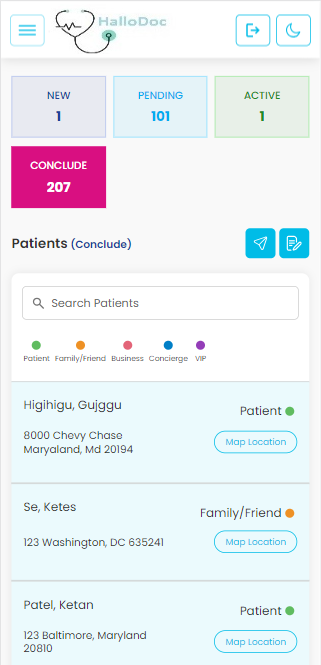 HalloDoc
NEW
1
PENDING
101
ACTIVE
1
CONCLUDE
207
Patients (Conclude)
Search Patients
Patient
Family/Friend
Business
Concierge
VIP
Higihigu, Gujggu
Patient
8000 Chevy Chase
Maryaland, Md 20194
Map Location
Se, Ketes
Family/Friend
123 Washington, DC 635241
Map Location
Patel, Ketan
Patient
123 Baltimore, Maryland
20810
Map Location